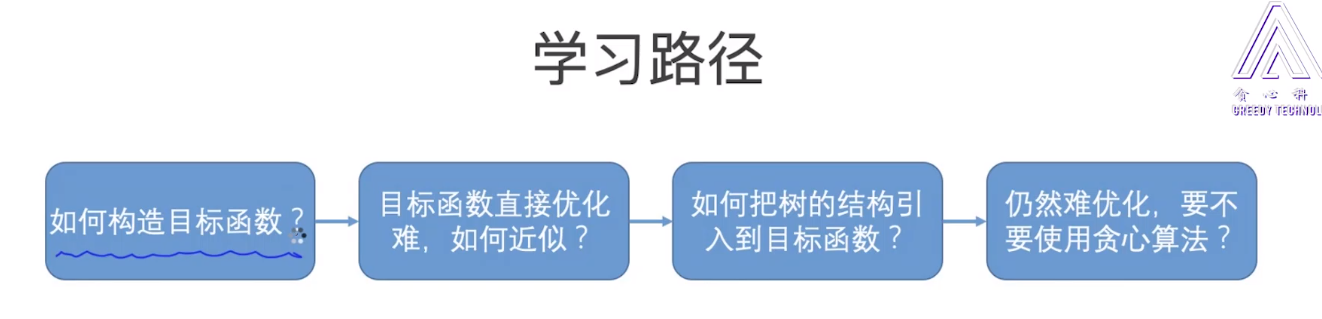 学习路径
贪心科
GREEDY TECHNOL
如何构造目标函数？
目标函数直接优化
难，如何近似？
如何把树的结构引
入到目标函数？
仍然难优化，要不
要使用贪心算法？